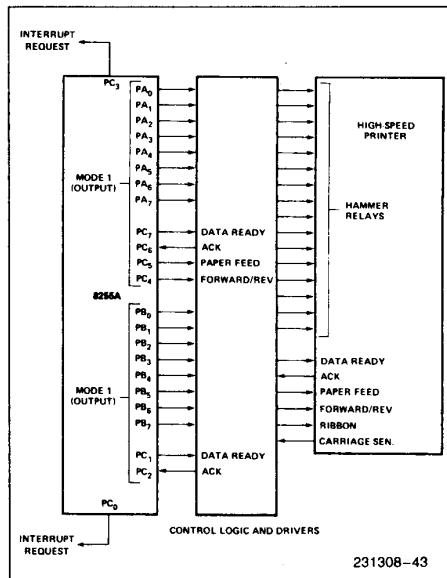 INTERRUPT
REQUEST
PC3
PA0
PA1
PA2
PA3
PA4
PA5
PA6
PA7
MODE 1
(OUTPUT)
PC7 DATA READY
PC6 ACK
PC5 PAPER FEED
PC4 FORWARD/REV
8255A
PB0
PB1
PB2
PB3
PB4
PB5
PB6
PB7
MODE 1
(OUTPUT)
PC1 DATA READY
PC2 ACK
PC0
INTERRUPT
REQUEST
CONTROL LOGIC AND DRIVERS
HIGH-SPEED
PRINTER
HAMMER
RELAYS
DATA READY
ACK
PAPER FEED
FORWARD/REV
RIBBON
CARRIAGE SEN.
231308-43